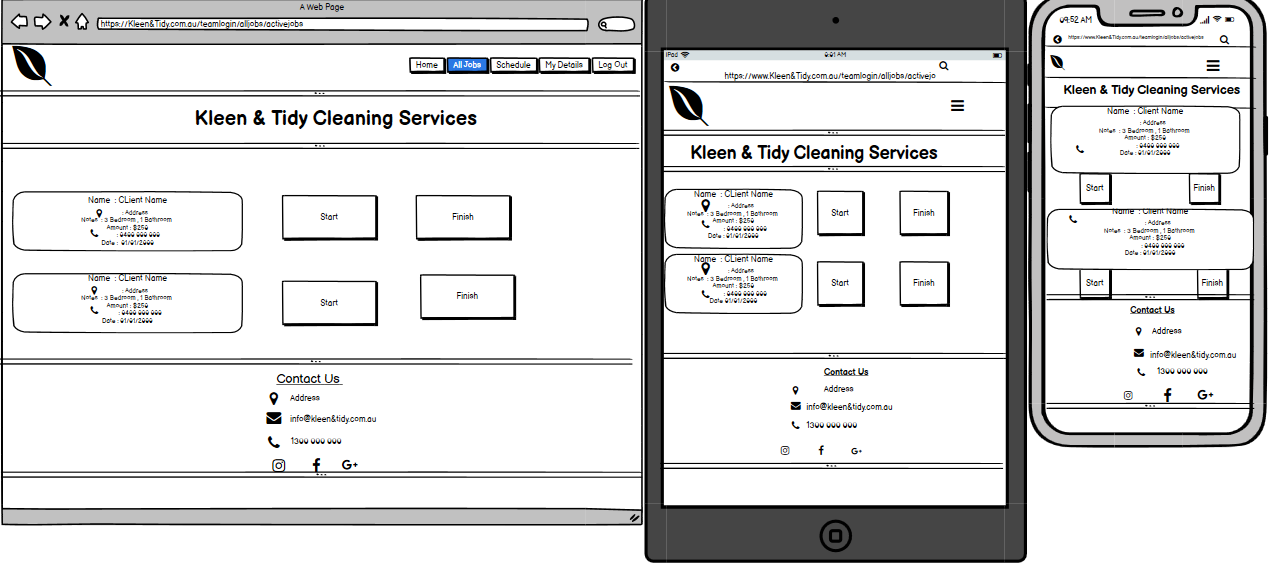 A Web Page
https://Kleen&Tidy.com.au/teamlogin/alljobs/activejobs
Home All Jobs Schedule My Details Log Out
Kleen & Tidy Cleaning Services
Name : CLient Name
: Address
Notes : 3 Bedroom , 1 Bathroom
Amount : $250
: 0400 000 000
Date : 01/01/2000
Start Finish
Name : CLient Name
: Address
Notes : 3 Bedroom , 1 Bathroom
Amount : $250
: 0400 000 000
Date : 01/01/2000
Start Finish
Contact Us
Address
info@kleen&tidy.com.au
1300 000 000
G+
iPad 9:01 AM
https://www.Kleen&Tidy.com.au/teamlogin/alljobs/activejo
Kleen & Tidy Cleaning Services
Name : CLient Name
: Address
Notes : 3 Bedroom , 1 Bathroom
Amount : $250
: 0400 000 000
Date : 01/01/2000
Start Finish
Name : CLient Name
: Address
Notes : 3 Bedroom , 1 Bathroom
Amount : $250
: 0400 000 000
Date 01/01/2000
Start Finish
Contact Us
Address
info@kleen&tidy.com.au
1300 000 000
G+
09:52 AM
https://www.Kleen&Tidy.com.au/teamlogin/alljobs/activejobs
Kleen & Tidy Cleaning Services
Name : Client Name
: Address
Notes : 3 Bedroom , 1 Bathroom
Amount : $250
: 0400 000 000
Date : 01/01/2000
Start Finish
Name : Client Name
Notes : 3 Bedroom , 1 Bathroom
Amount : $250
: 0400 000 000
Date : 01/01/2000
Start Finish
Contact Us
Address
info@kleen&tidy.com.au
1300 000 000
G+